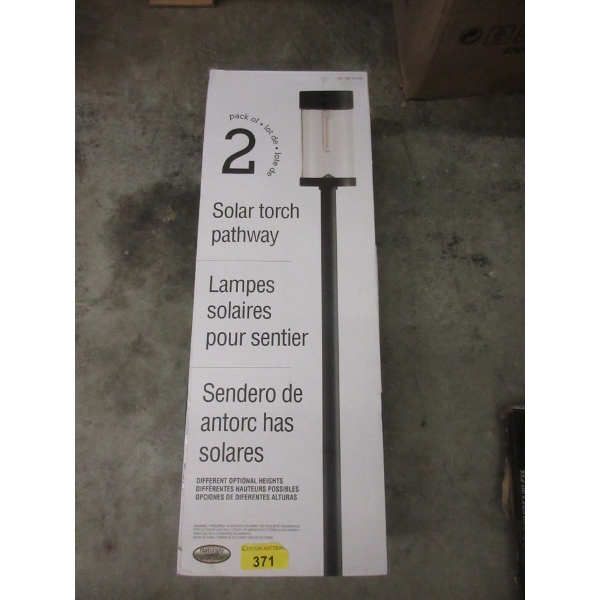 pack of • lot de • lote de
2
Solar torch
pathway
Lampes
solaires
pour sentier
Sendero de
antorc has
solares
DIFFERENT OPTIONAL HEIGHTS
DIFFÉRENTES HAUTEURS POSSIBLES
OPCIONES DE DIFERENTES ALTURAS
371